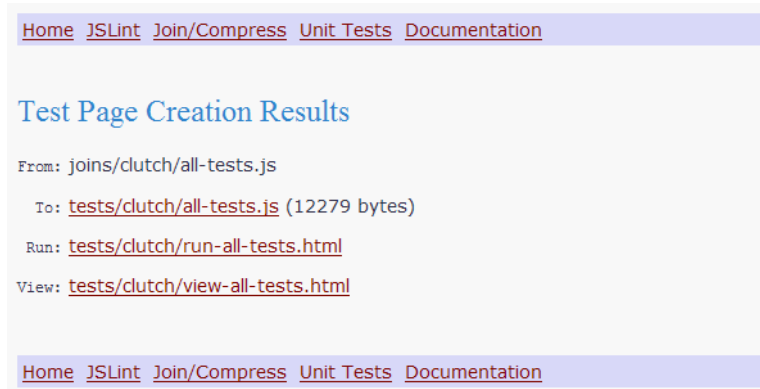 Home JSLint Join/Compress Unit Tests Documentation
Test Page Creation Results
From: joins/clutch/all-tests.js
To: tests/clutch/all-tests.js (12279 bytes)
Run: tests/clutch/run-all-tests.html
View: tests/clutch/view-all-tests.html
Home JSLint Join/Compress Unit Tests Documentation